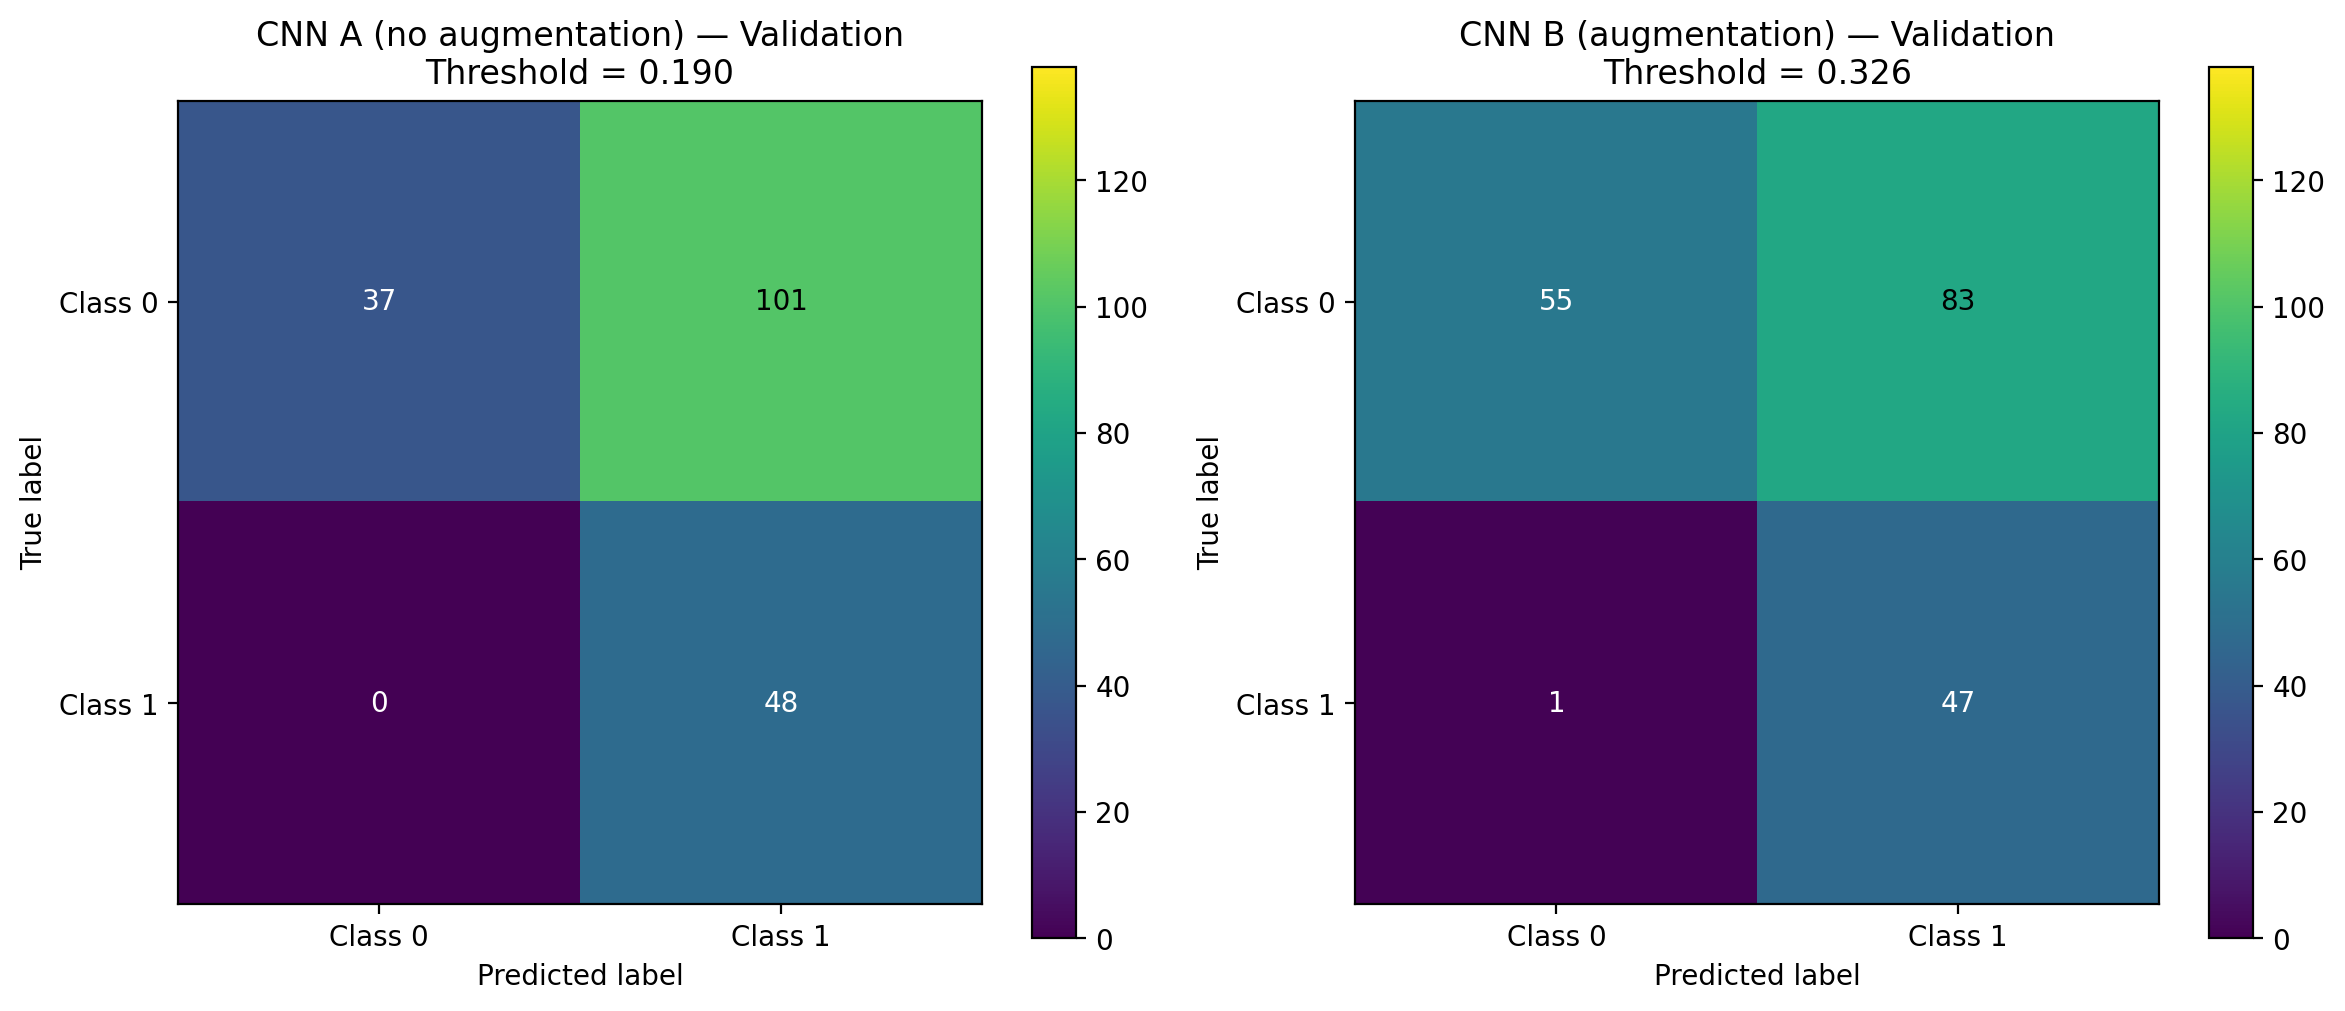 CNN A (no augmentation) — Validation
Threshold = 0.190
True label
Class 0
37
101
Class 1
0
48
Class 0
Class 1
Predicted label
120
100
80
60
40
20
0
CNN B (augmentation) — Validation
Threshold = 0.326
True label
Class 0
55
83
Class 1
1
47
Class 0
Class 1
Predicted label
120
100
80
60
40
20
0